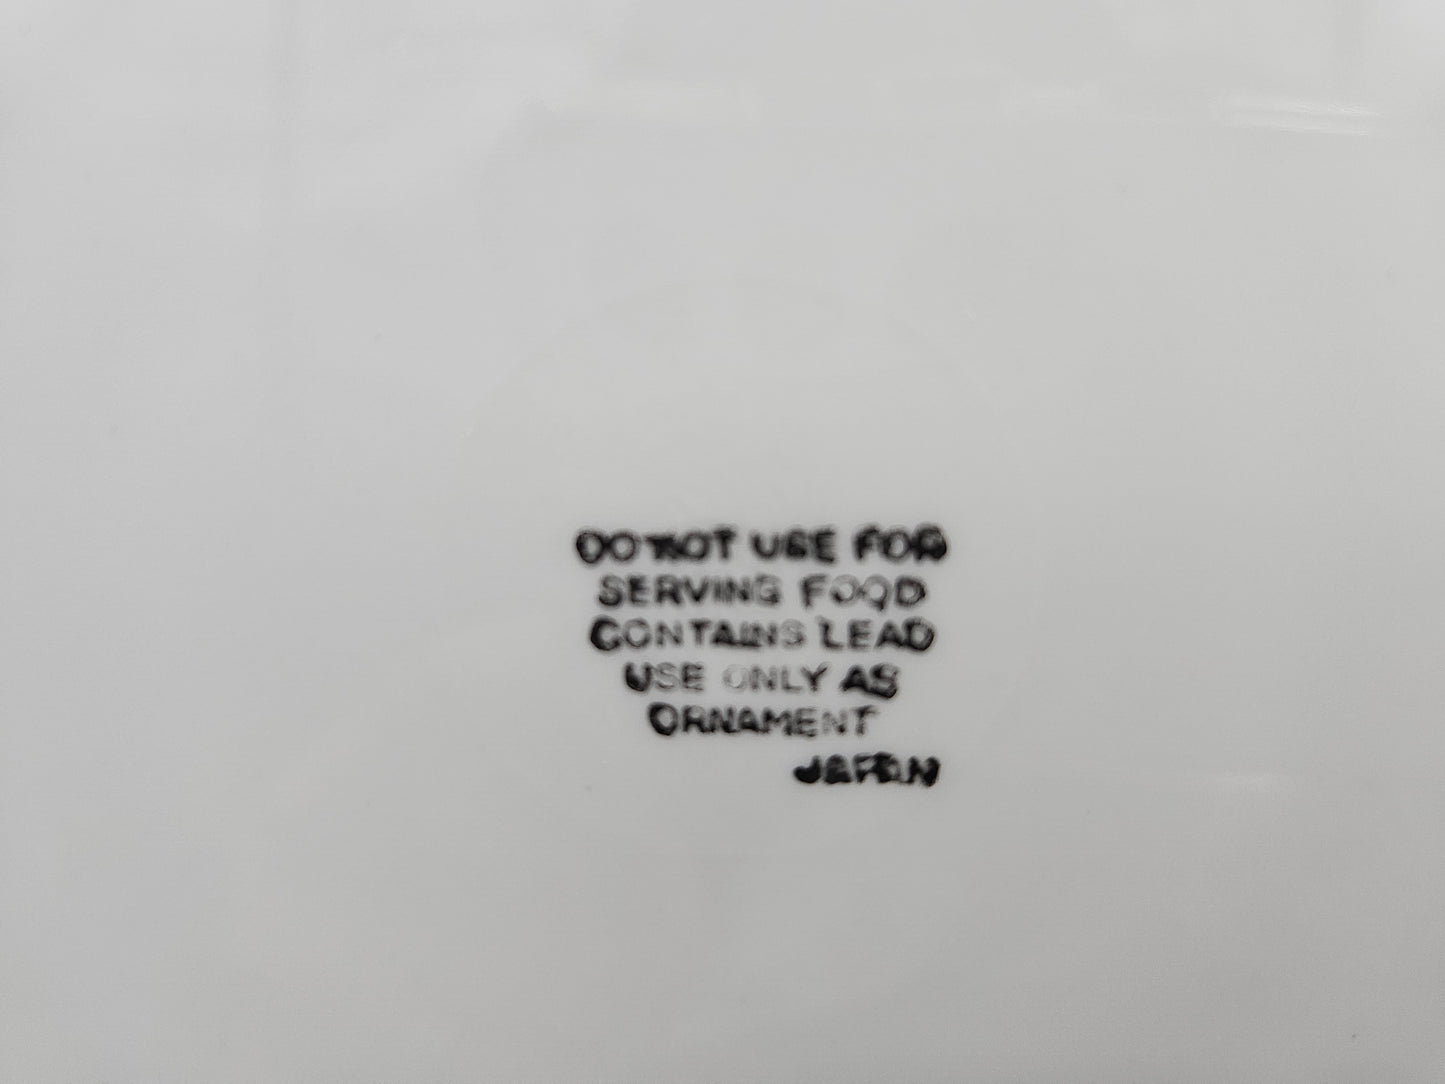 DO NOT USE FOR
SERVING FOOD
CONTAINS LEAD
USE ONLY AS
ORNAMENT
JAPAN